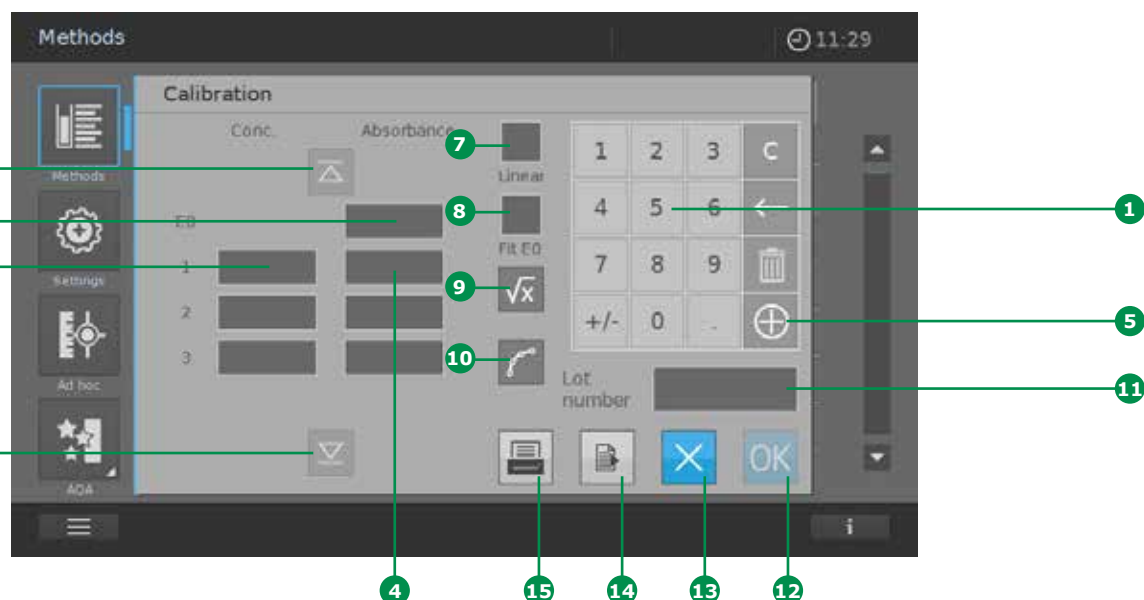 Methods
11:29
Calibration
Conc.
Absorbance
7
Linear
1 2 3 C
Methods
E0
8
Fit E0
4 5 6
1
Settings
1
9
√x
7 8 9
2
+/- 0 .
5
3
10
Ad hoc
Lot
number
11
AQA
OK
i
4
15
14
13
12